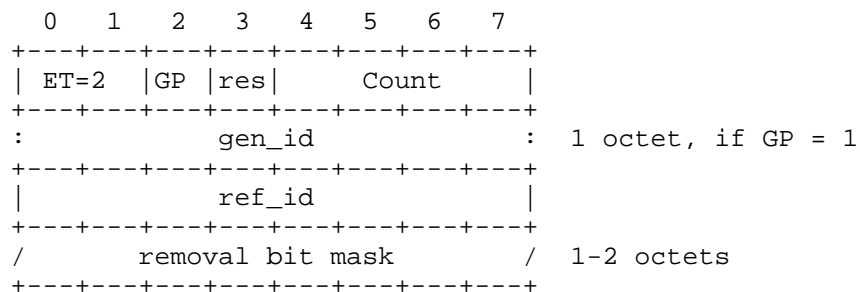 0   1   2   3   4   5   6   7
+---+---+---+---+---+---+---+---+
| ET=2  |GP |res|     Count     |
+---+---+---+---+---+---+---+---+
:            gen_id             :  1 octet, if GP = 1
+---+---+---+---+---+---+---+---+
|            ref_id             |
+---+---+---+---+---+---+---+---+
/       removal bit mask        /  1-2 octets
+---+---+---+---+---+---+---+---+